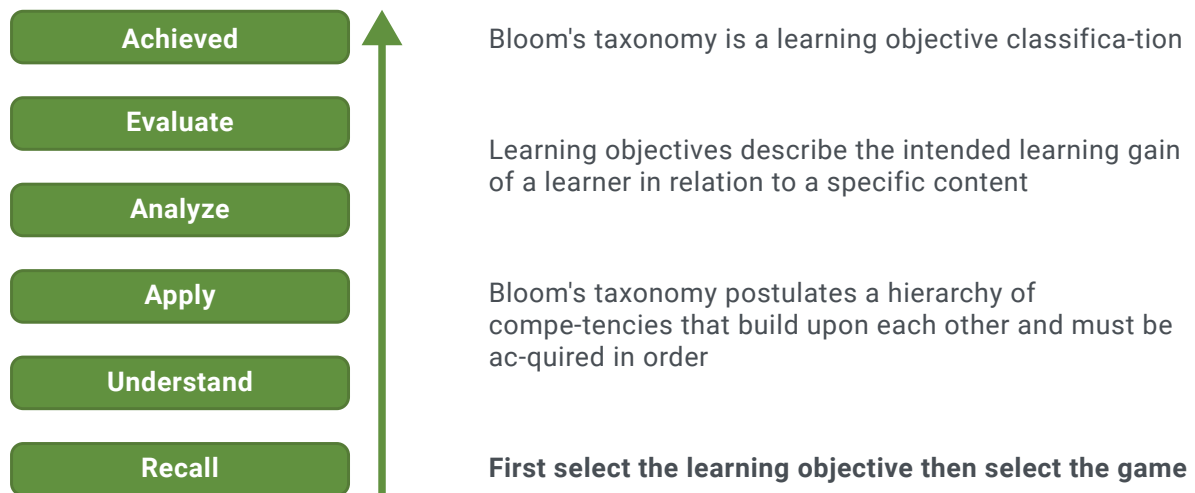 Achieved
Bloom's taxonomy is a learning objective classifica-tion
Evaluate
Learning objectives describe the intended learning gain
of a learner in relation to a specific content
Analyze
Apply
Bloom's taxonomy postulates a hierarchy of
compe-tencies that build upon each other and must be
ac-quired in order
Understand
Recall
First select the learning objective then select the game